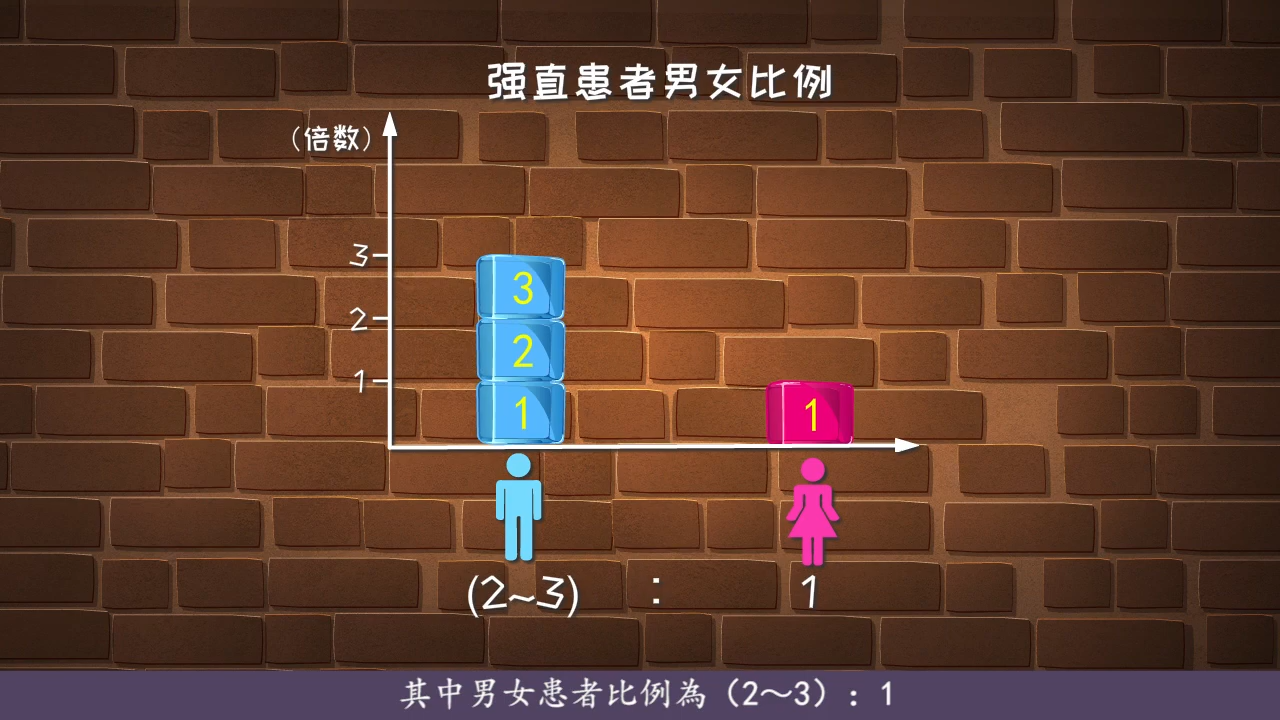 强直患者男女比例
（倍数）
3
2
1
3
2
1
1
(2~3) : 1
其中男女患者比例為（2～3）：1